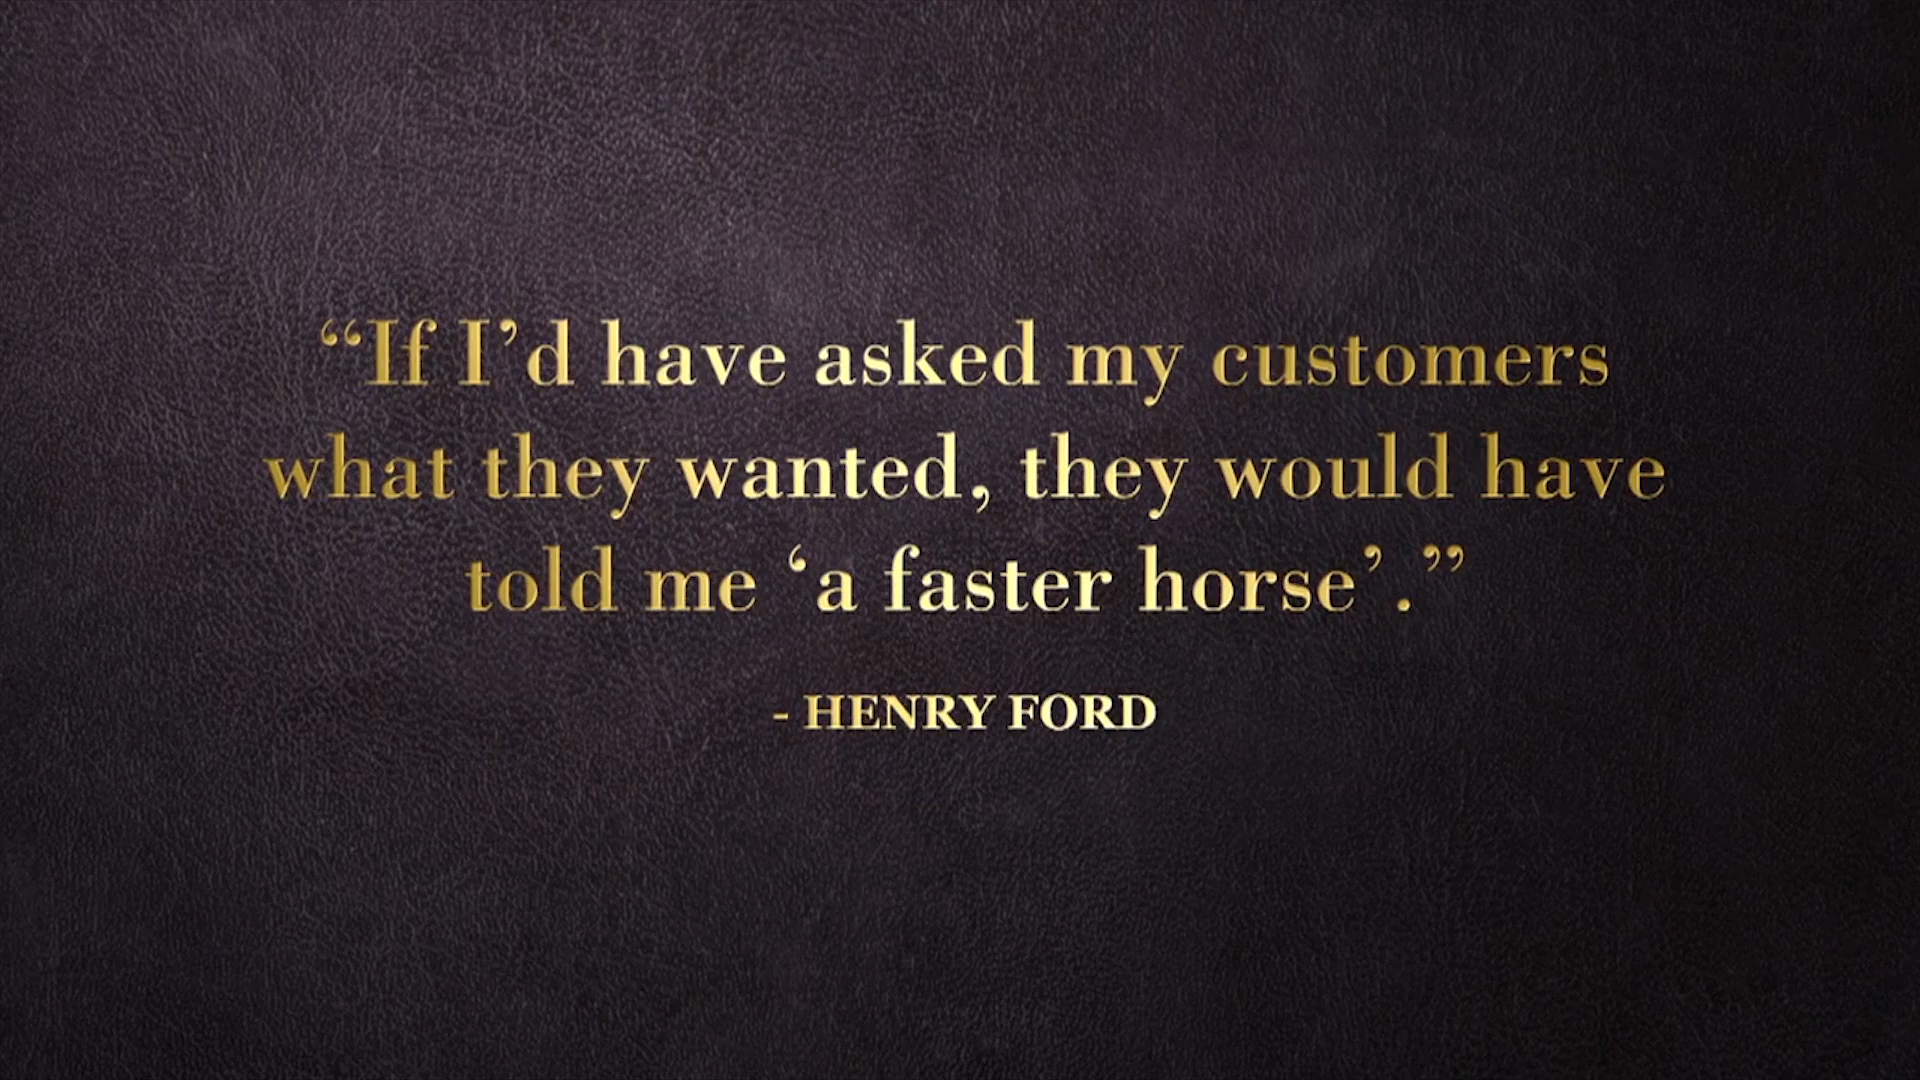 “If I’d have asked my customers
what they wanted, they would have
told me ‘a faster horse’.”
- HENRY FORD